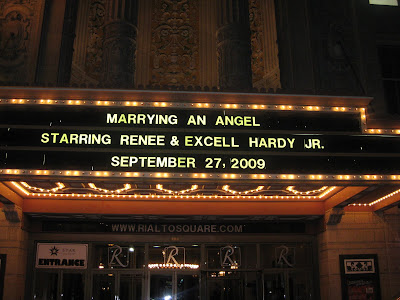 MARRYING AN ANGEL
STARRING RENEE & EXCELL HARDY JR.
SEPTEMBER 27, 2009
WWW.RIALTOSQUARE.COM
R R R R
ENTRANCE